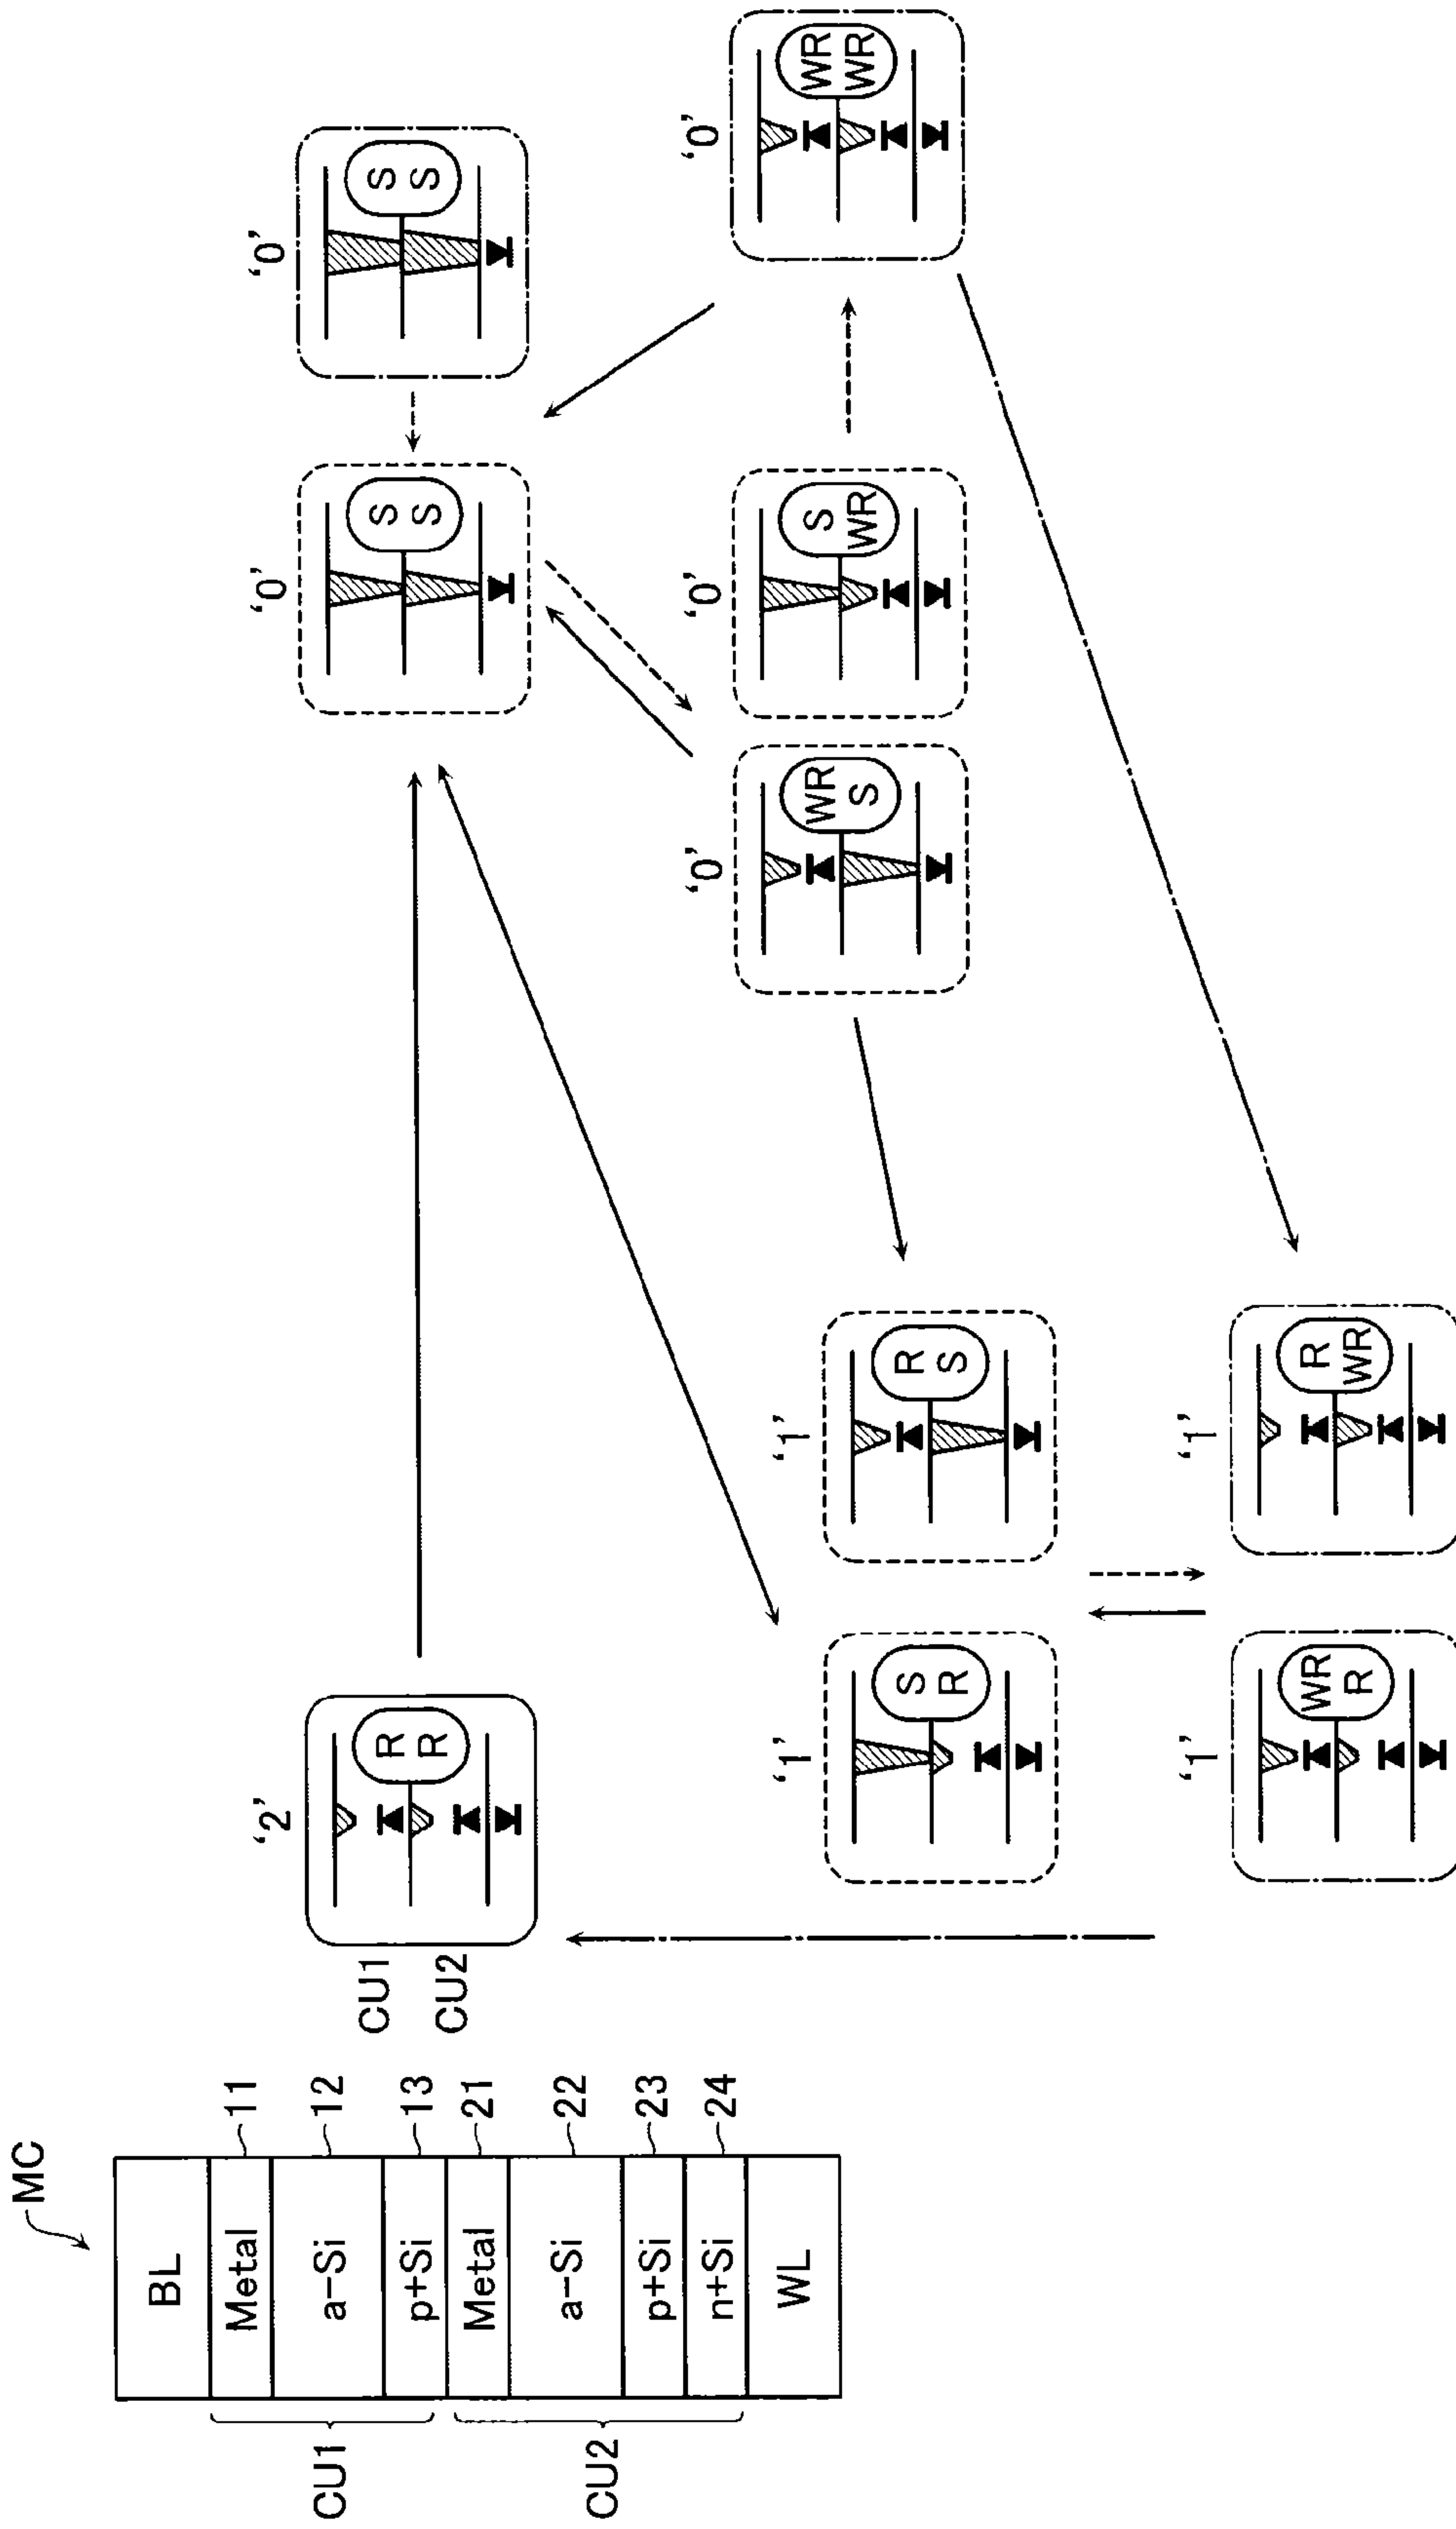 MC
BL
Metal
a-Si
p+Si
Metal
a-Si
p+Si
n+Si
WL
11
12
13
21
22
23
24
CU1
CU2
CU1
CU2
'2'
R
R
'0'
S
S
'0'
S
S
'1'
S
R
'1'
R
S
'0'
WR
S
'0'
S
WR
'0'
WR
WR
'1'
WR
R
'1'
R
WR